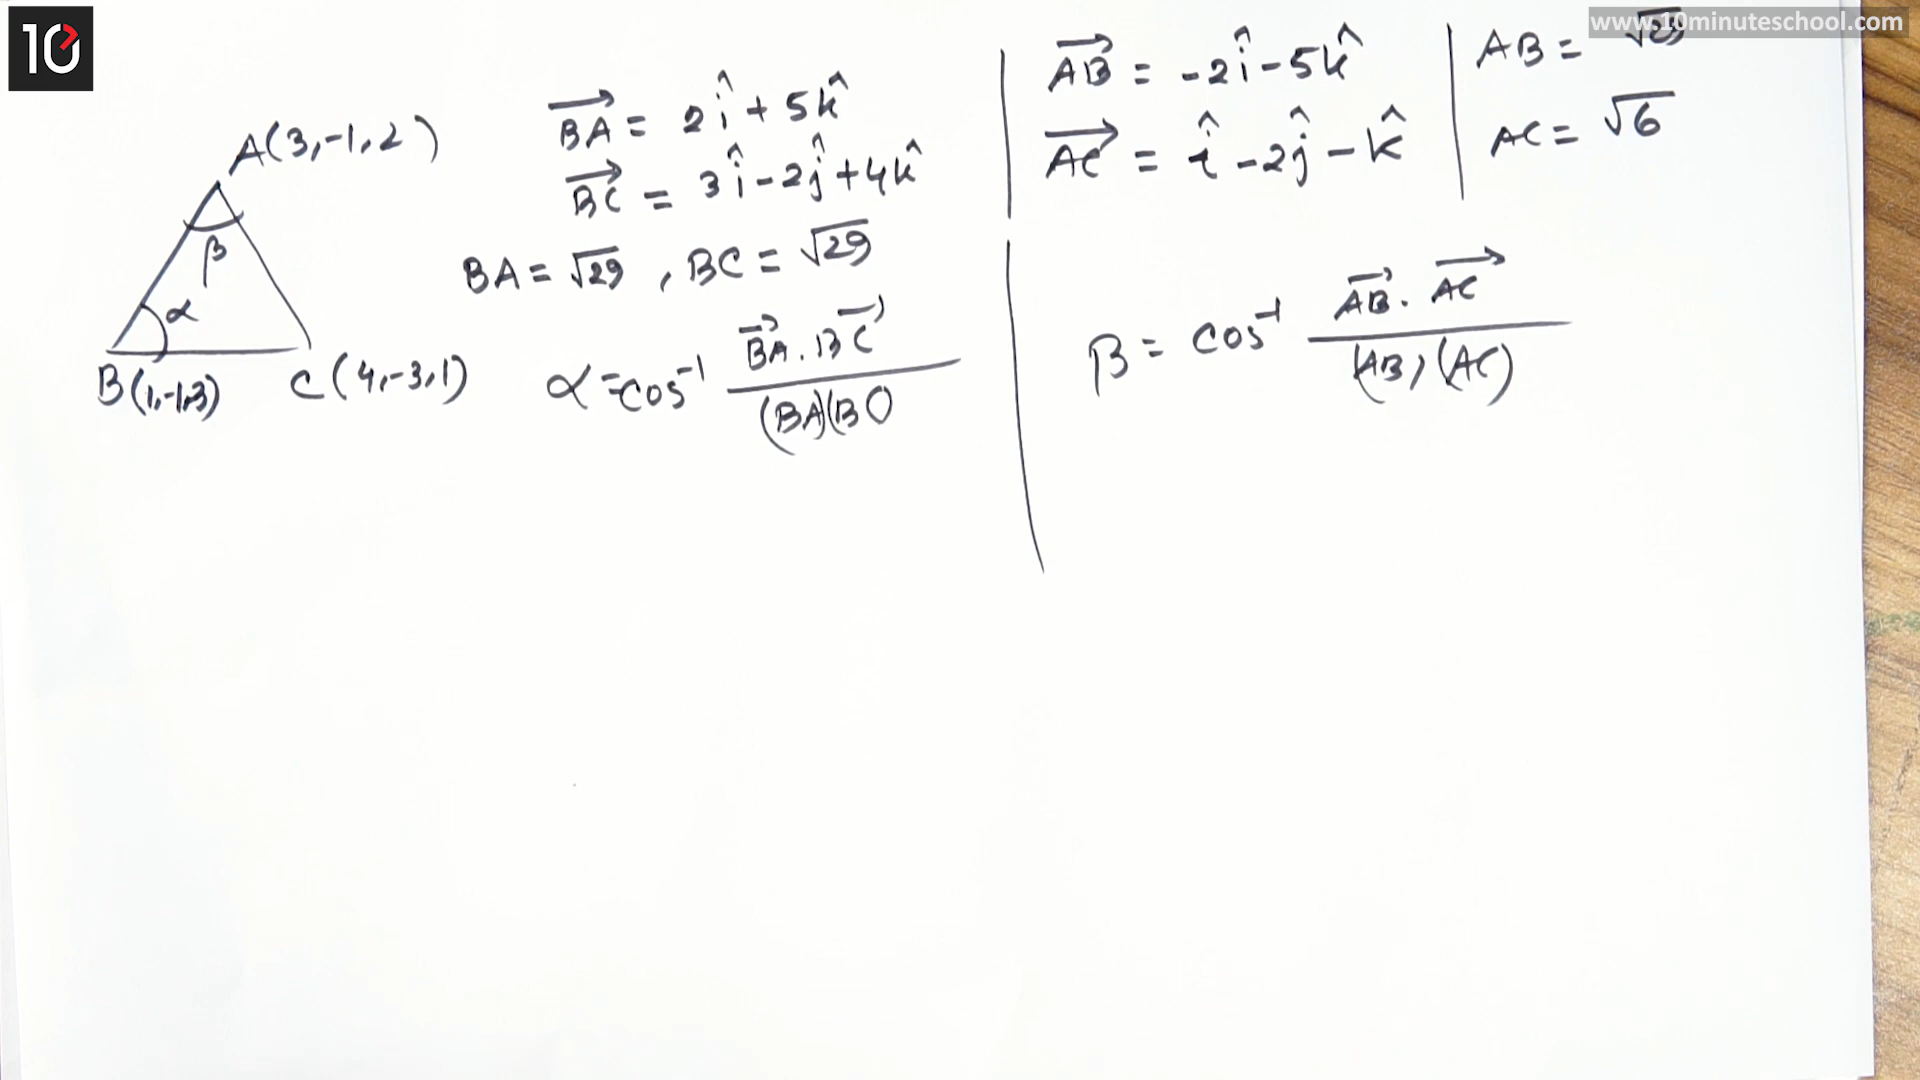 10
www.10minuteschool.com
A(3,-1,2)
β
α
B(1,-1,3)
C(4,-3,1)
BA = 2î + 5k̂
BC = 3î - 2ĵ + 4k̂
BA = √29 , BC = √29
α = cos⁻¹ BA . BC / (BA)(BC)
AB = -2î - 5k̂
AC = î - 2ĵ - k̂
AB = √29
AC = √6
β = cos⁻¹ AB . AC / (AB) (AC)